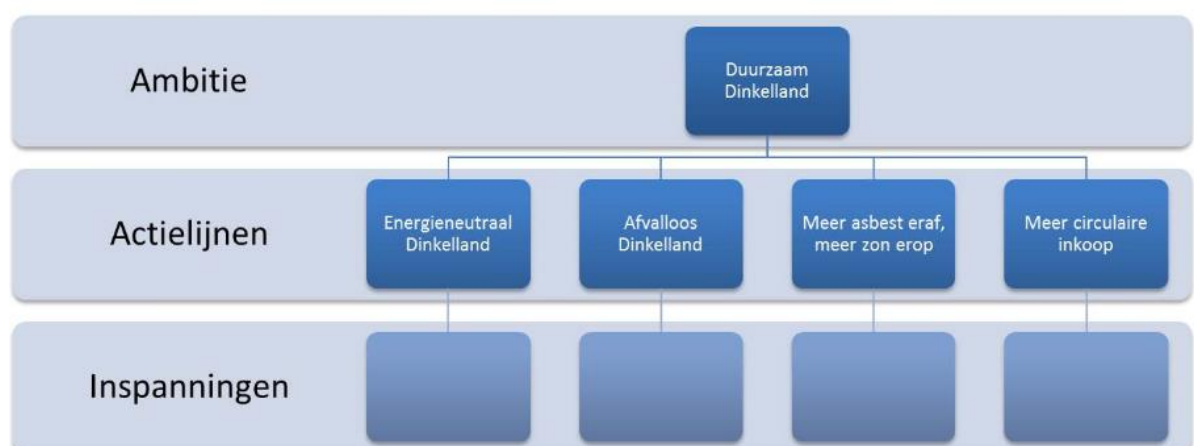 Ambitie
Duurzaam
Dinkelland
Actielijnen
Energieneutraal
Dinkelland
Afvalloos
Dinkelland
Meer asbest eraf,
meer zon erop
Meer circulaire
inkoop
Inspanningen